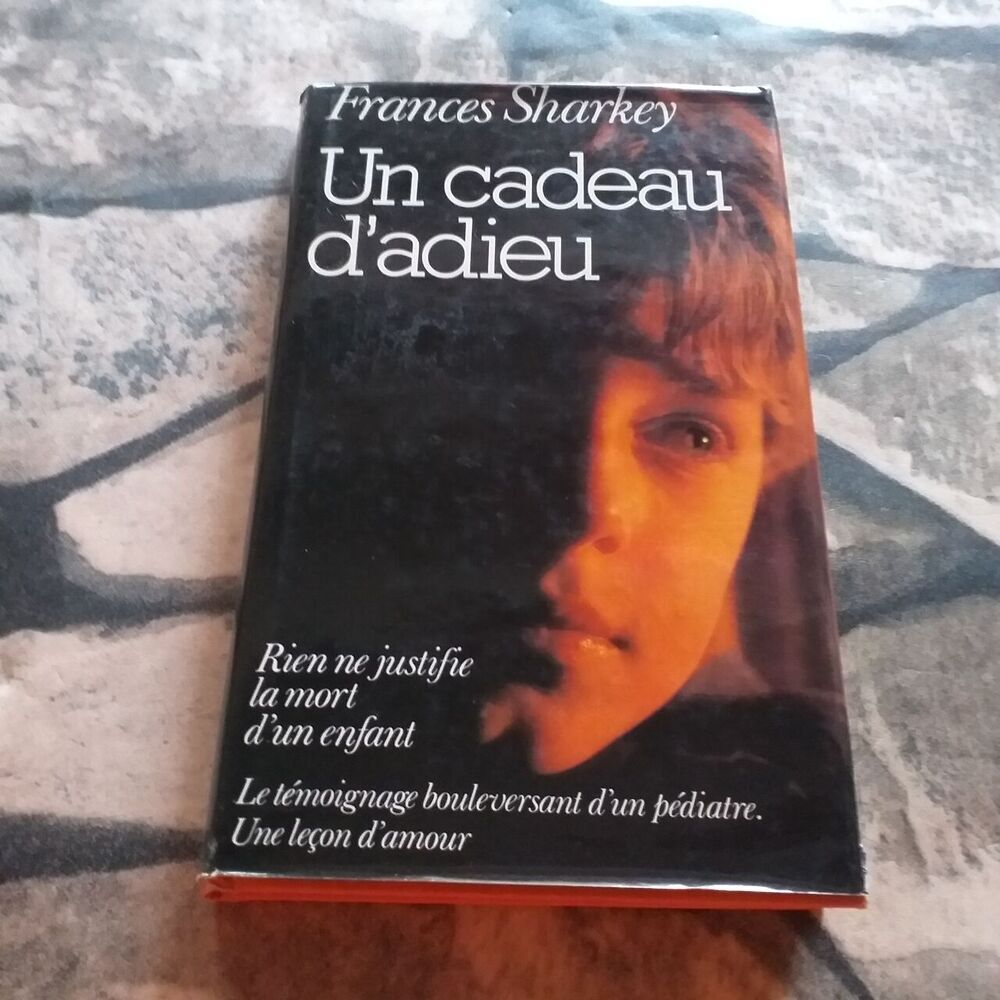 Frances Sharkey
Un cadeau
d'adieu
Rien ne justifie
la mort
d'un enfant
Le témoignage bouleversant d'un pédiatre.
Une leçon d'amour